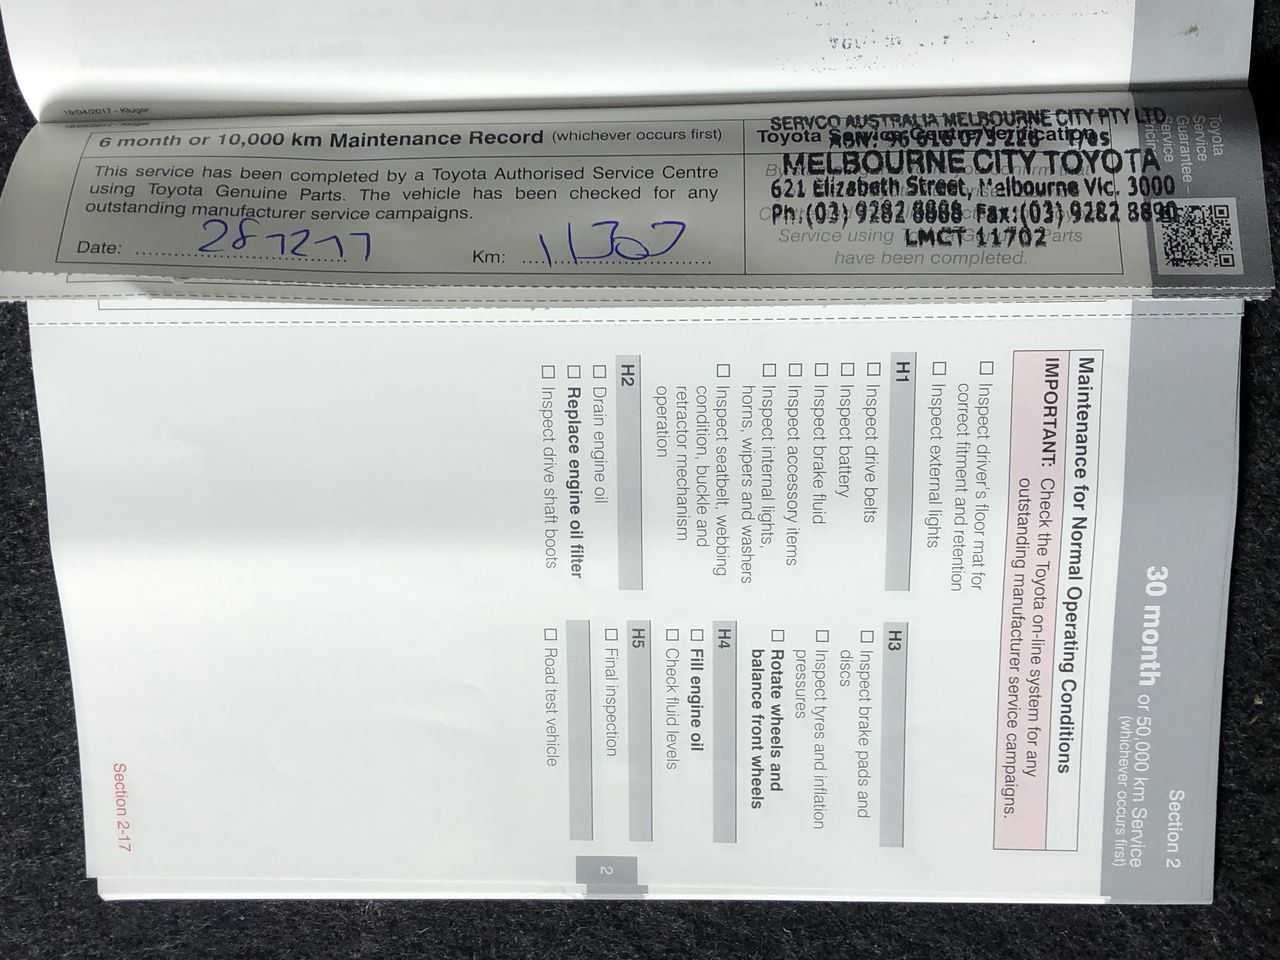 19/04/2017 - Kluger
6 month or 10,000 km Maintenance Record (whichever occurs first)
This service has been completed by a Toyota Authorised Service Centre
using Toyota Genuine Parts. The vehicle has been checked for any
outstanding manufacturer service campaigns.
Date:
Km:
SERVCO AUSTRALIA MELBOURNE CITY PTY LTD
Toyota Service Centre Verification
MELBOURNE CITY TOYOTA
621 Elizabeth Street, Melbourne Vic. 3000
Ph.(03) 9282 8888 Fax:(03) 9282 8890
LMCT 11702
Service using Toyota Genuine Parts
have been completed.
Toyota
Service
Guarantee –
Service
Section 2
30 month or 50,000 km Service
(whichever occurs first)
Maintenance for Normal Operating Conditions
IMPORTANT: Check the Toyota on-line system for any
outstanding manufacturer service campaigns.
☐ Inspect driver's floor mat for
correct fitment and retention
☐ Inspect external lights
H1
☐ Inspect drive belts
☐ Inspect battery
☐ Inspect brake fluid
☐ Inspect accessory items
☐ Inspect internal lights,
horns, wipers and washers
☐ Inspect seatbelt, webbing
condition, buckle and
retractor mechanism
operation
H2
☐ Drain engine oil
☐ Replace engine oil filter
☐ Inspect drive shaft boots
H3
☐ Inspect brake pads and
discs
☐ Inspect tyres and inflation
pressures
☐ Rotate wheels and
balance front wheels
H4
☐ Fill engine oil
☐ Check fluid levels
H5
☐ Final inspection
☐ Road test vehicle
2
Section 2-17